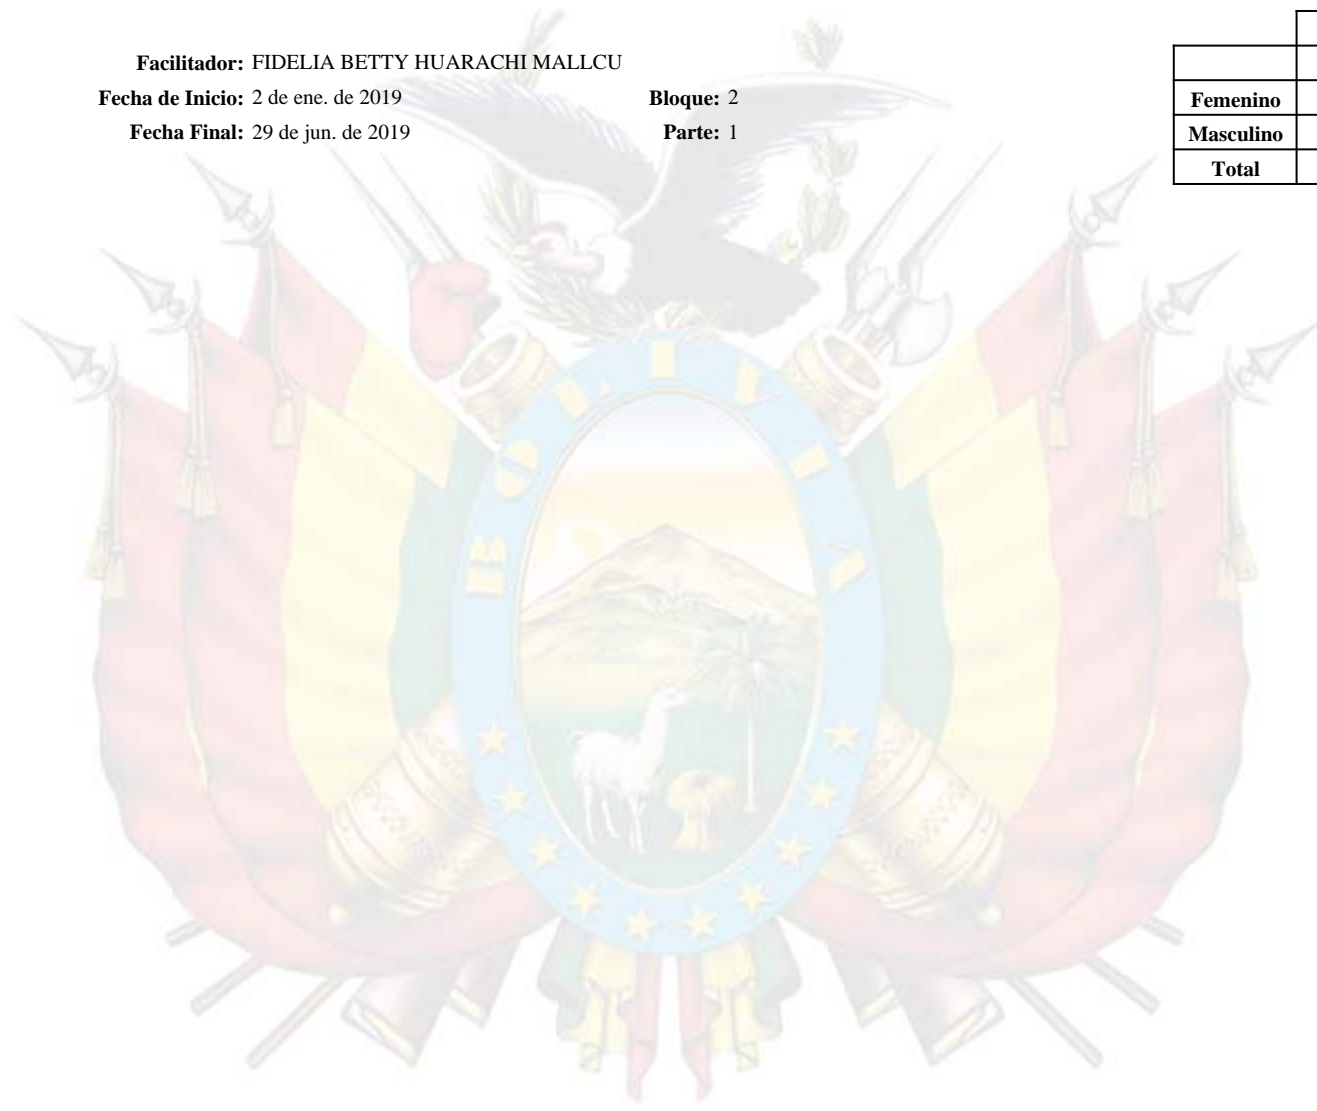 Facilitador: FIDELIA BETTY HUARACHI MALLCU
Fecha de Inicio: 2 de ene. de 2019 Bloque: 2
Fecha Final: 29 de jun. de 2019 Parte: 1
Femenino
Masculino
Total
BOLIVIA